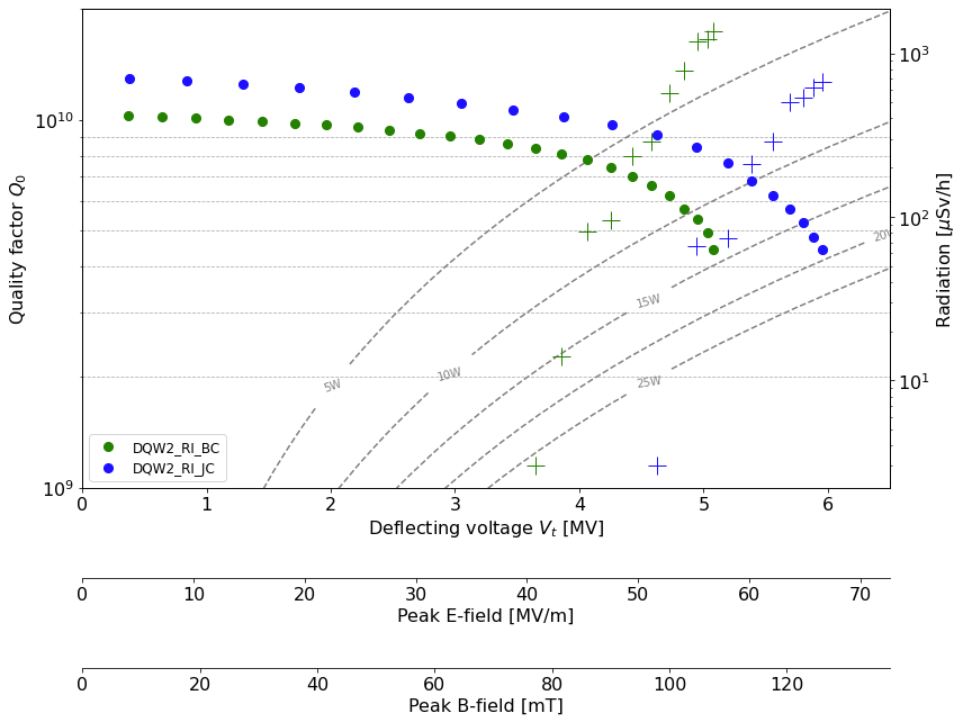 Quality factor Q₀
10¹⁰
10⁹
5W
10W
15W
20W
25W
DQW2_RI_BC
DQW2_RI_JC
10³
10²
10¹
Radiation [μSv/h]
0 1 2 3 4 5 6
Deflecting voltage Vₜ [MV]
0 10 20 30 40 50 60 70
Peak E-field [MV/m]
0 20 40 60 80 100 120
Peak B-field [mT]